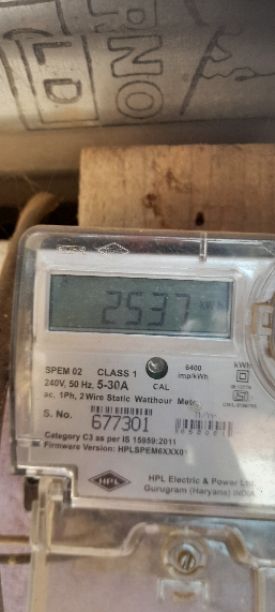 2537 kWh
SPEM 02 CLASS 1
6400 imp/kWh
kWh
240V, 50 Hz. 5-30A
CAL
ac, 1Ph, 2 Wire Static Watthour Meter
S. No.
677301
Category C3 as per IS 15959:2011
Firmware Version: HPLSPEM6XXX01
HPL
HPL Electric & Power Ltd.
Gurugram (Haryana) INDIA